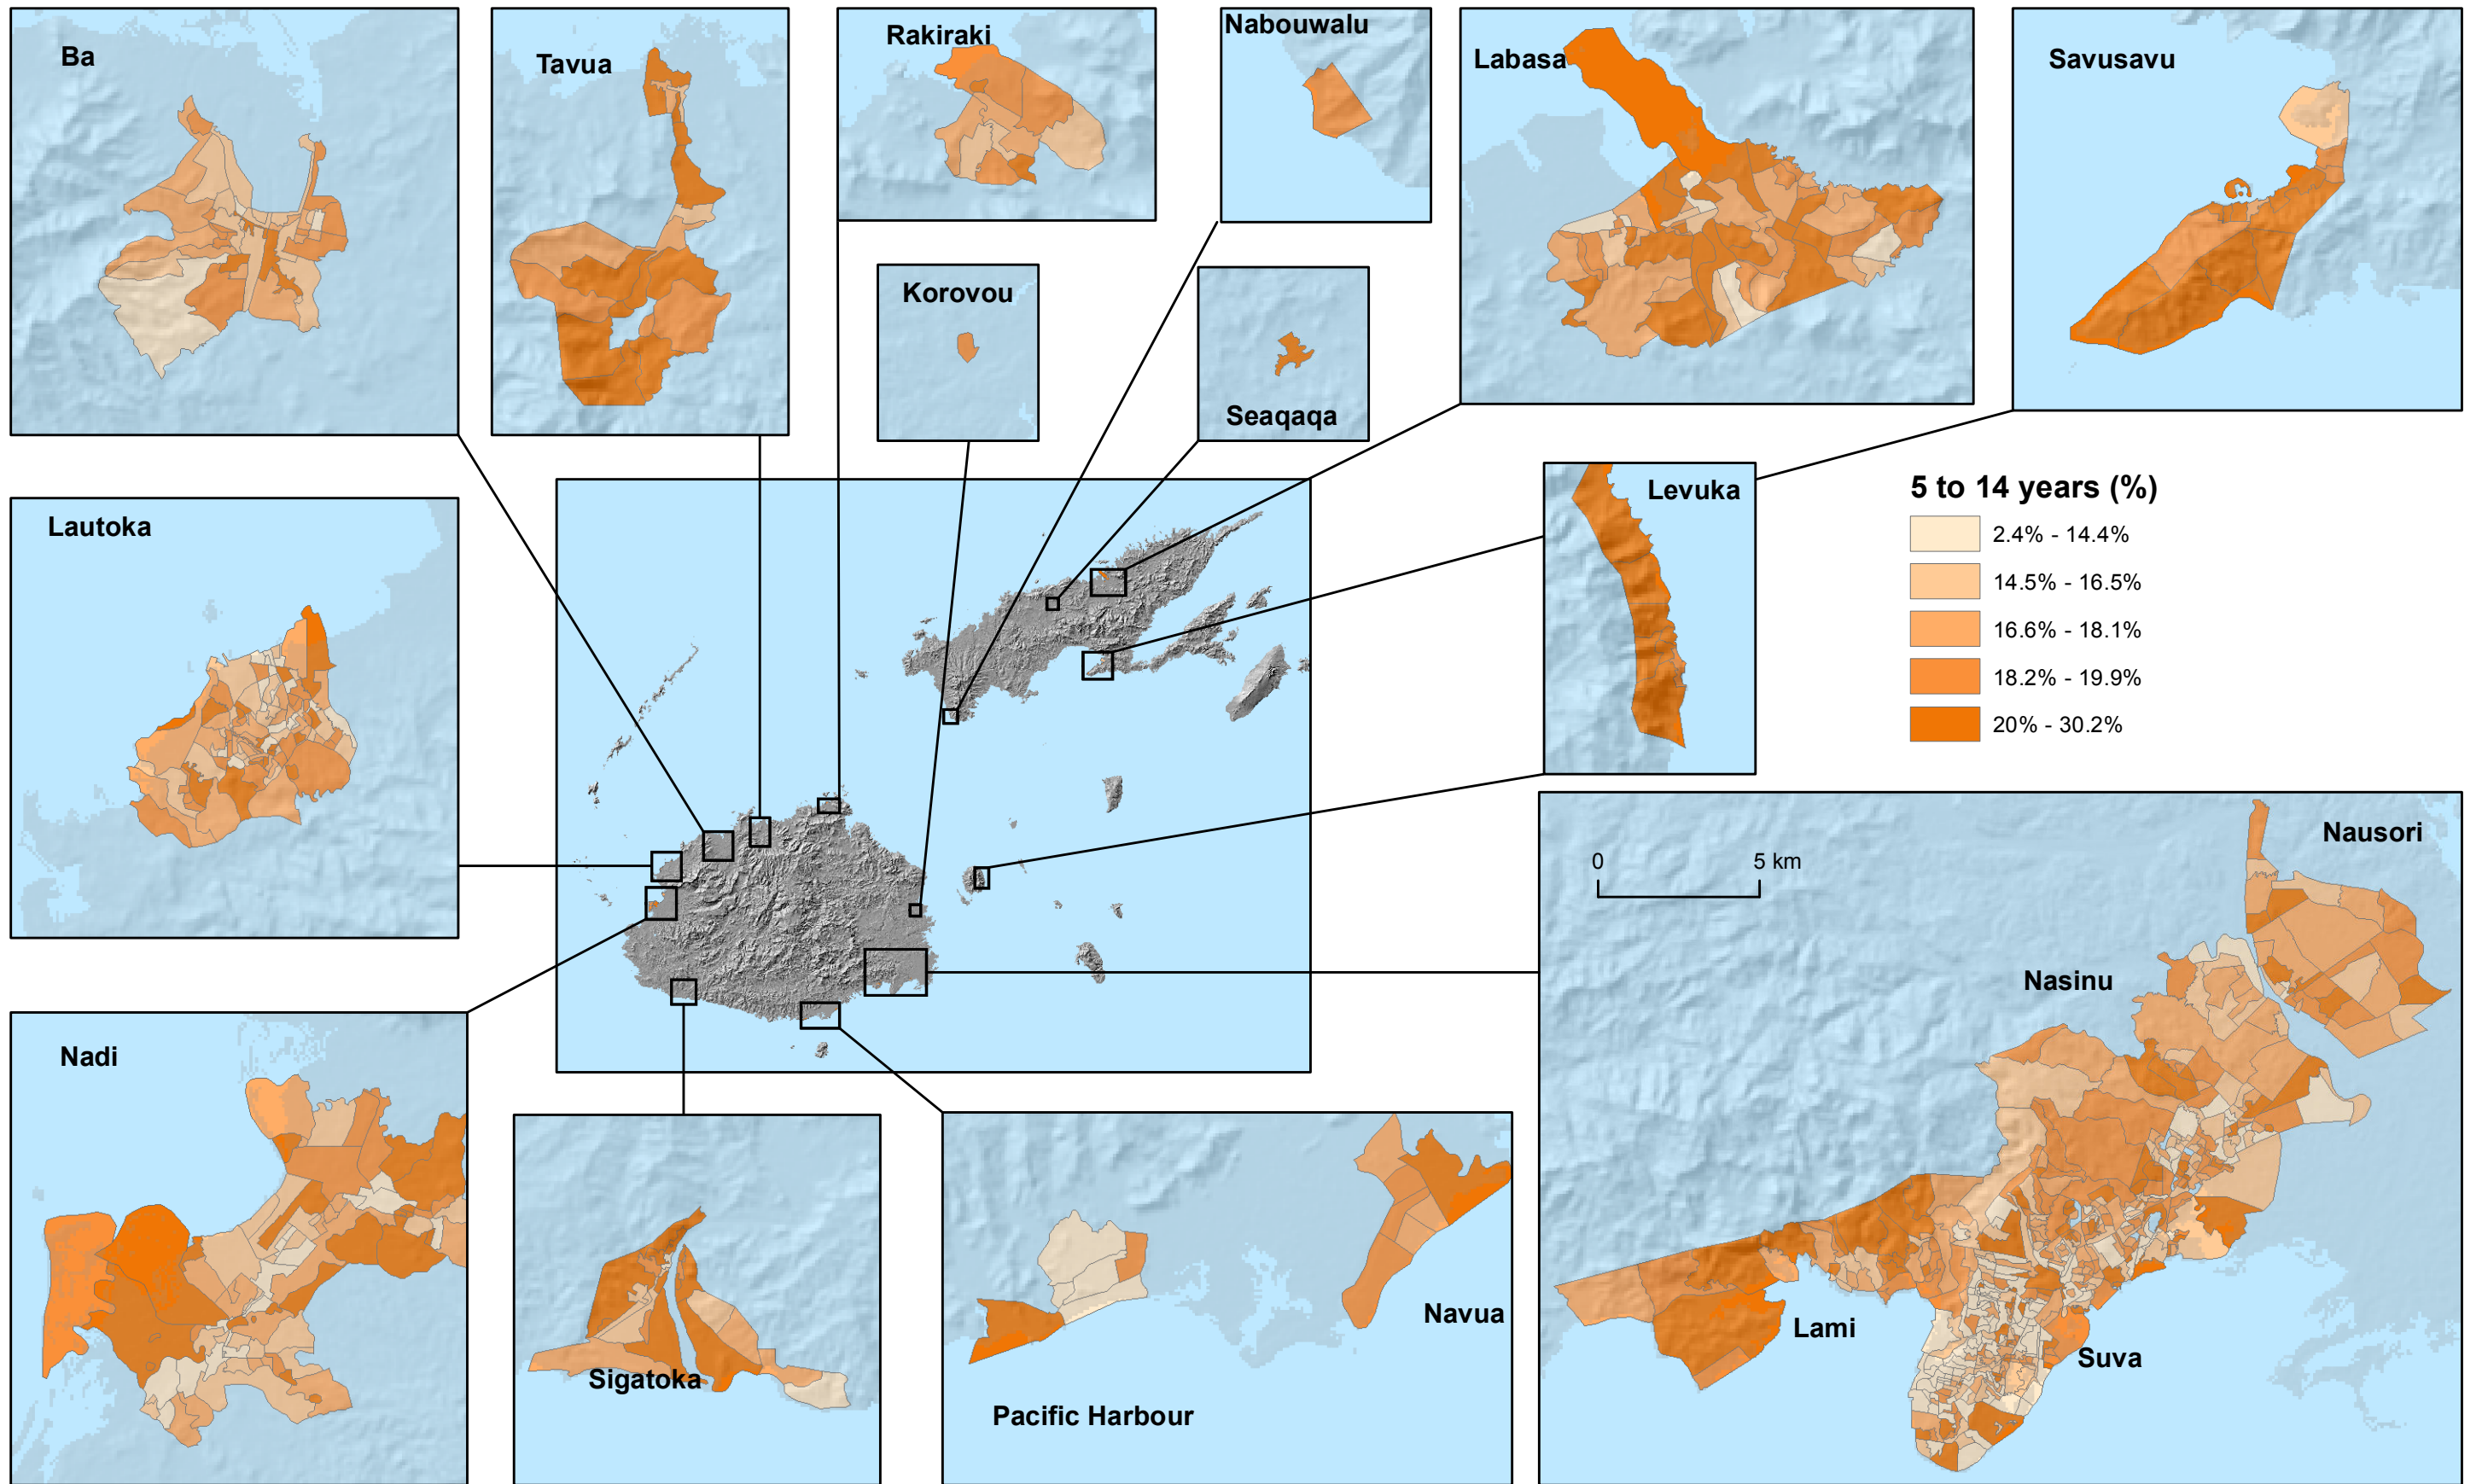 Ba
Tavua
Rakiraki
Nabouwalu
Labasa
Savusavu
Korovou
Seaqaqa
Lautoka
Levuka
5 to 14 years (%)
2.4% - 14.4%
14.5% - 16.5%
16.6% - 18.1%
18.2% - 19.9%
20% - 30.2%
Nausori
0 5 km
Nasinu
Nadi
Lami
Suva
Sigatoka
Navua
Pacific Harbour